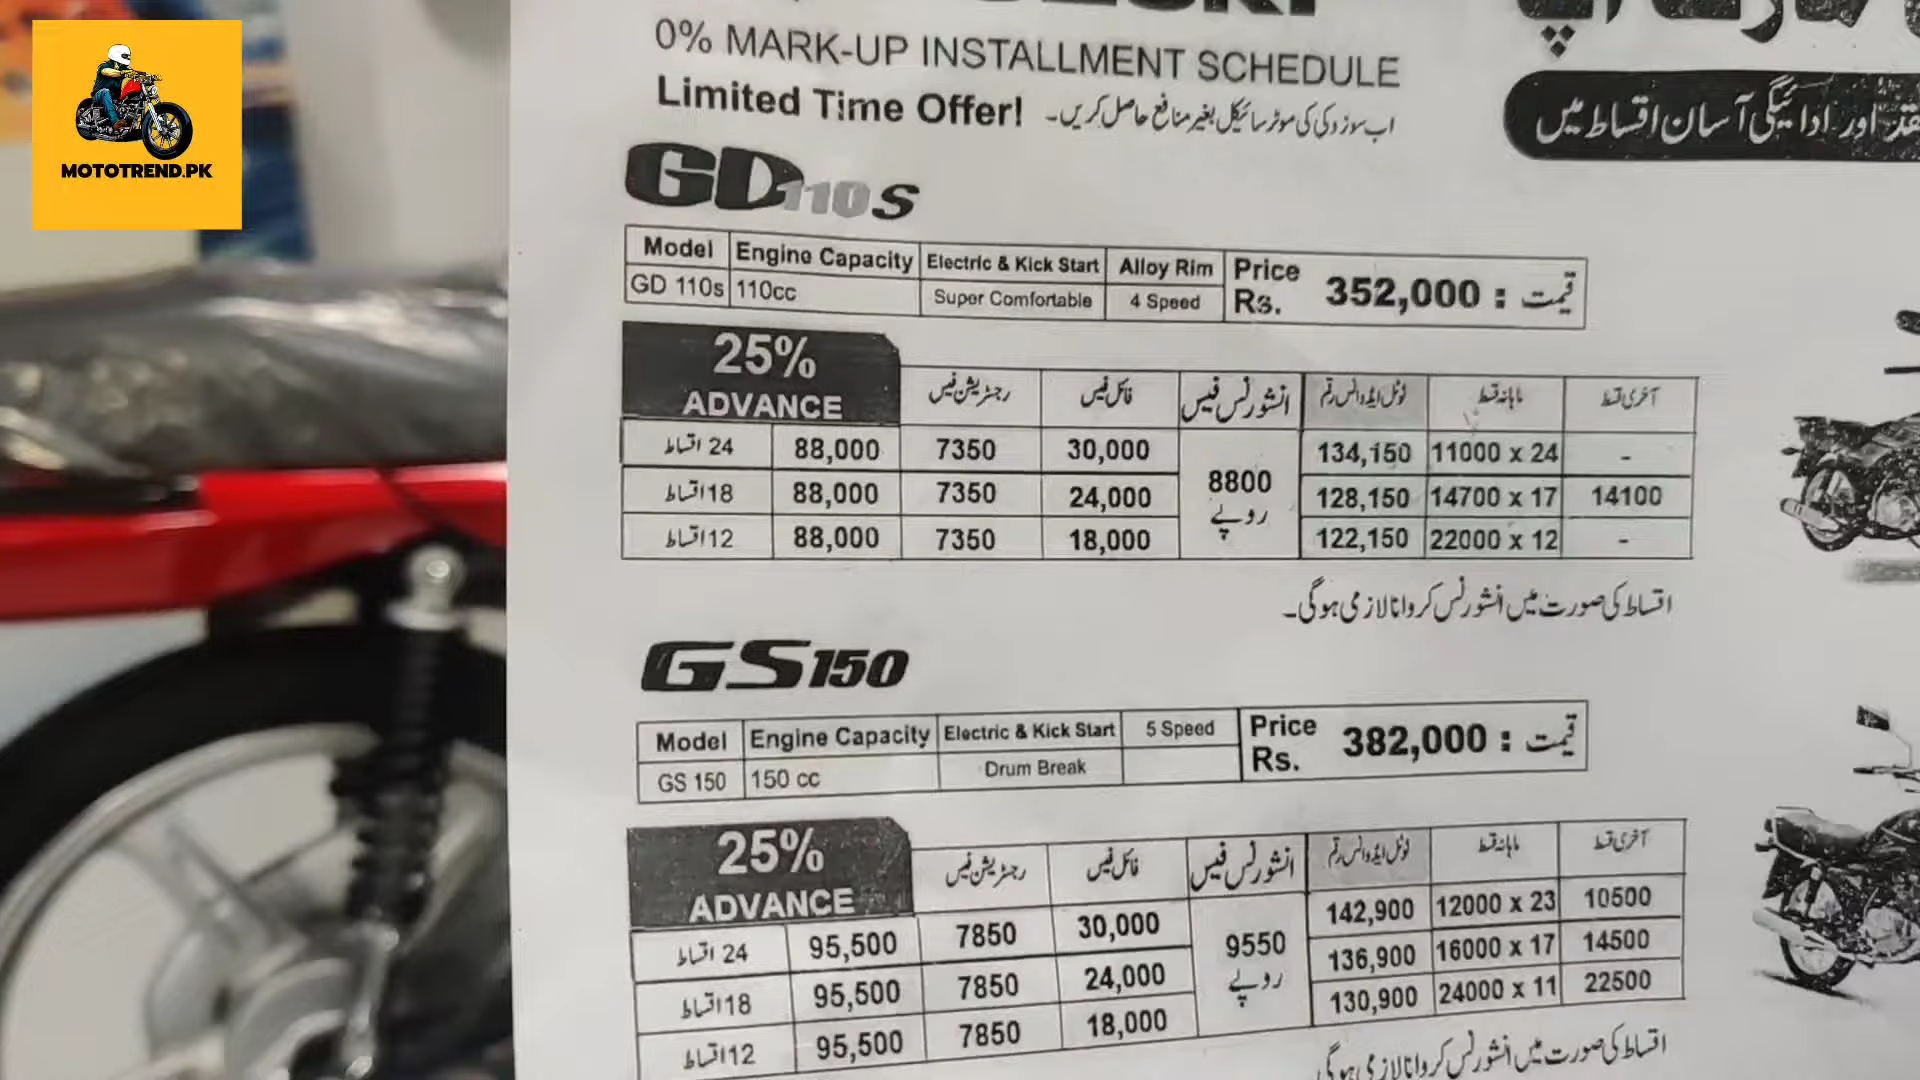 MOTOTREND.PK
0% MARK-UP INSTALLMENT SCHEDULE
Limited Time Offer! اب سوزوکی کی موٹر سائیکل بغیر منافع حاصل کریں۔
نقد اور ادائیگی آسان اقساط میں
GD110S
Model Engine Capacity Electric & Kick Start Alloy Rim Price Rs. 352,000 : قیمت
GD 110s 110cc Super Comfortable 4 Speed
25% ADVANCE رجسٹریشن فیس فائل فیس انشورنس فیس ٹوٹل ایڈوانس رقم ماہانہ قسط آخری قسط
24 اقساط 88,000 7350 30,000 8800 روپے 134,150 11000 x 24 -
18 اقساط 88,000 7350 24,000 128,150 14700 x 17 14100
12 اقساط 88,000 7350 18,000 122,150 22000 x 12 -
اقساط کی صورت میں انشورنس کروانا لازمی ہوگی۔
GS150
Model Engine Capacity Electric & Kick Start 5 Speed Price Rs. 382,000 : قیمت
GS 150 150 cc Drum Break
25% ADVANCE رجسٹریشن فیس فائل فیس انشورنس فیس ٹوٹل ایڈوانس رقم ماہانہ قسط آخری قسط
24 اقساط 95,500 7850 30,000 9550 روپے 142,900 12000 x 23 10500
18 اقساط 95,500 7850 24,000 136,900 16000 x 17 14500
12 اقساط 95,500 7850 18,000 130,900 24000 x 11 22500
اقساط کی صورت میں انشورنس کروانا لازمی ہوگی